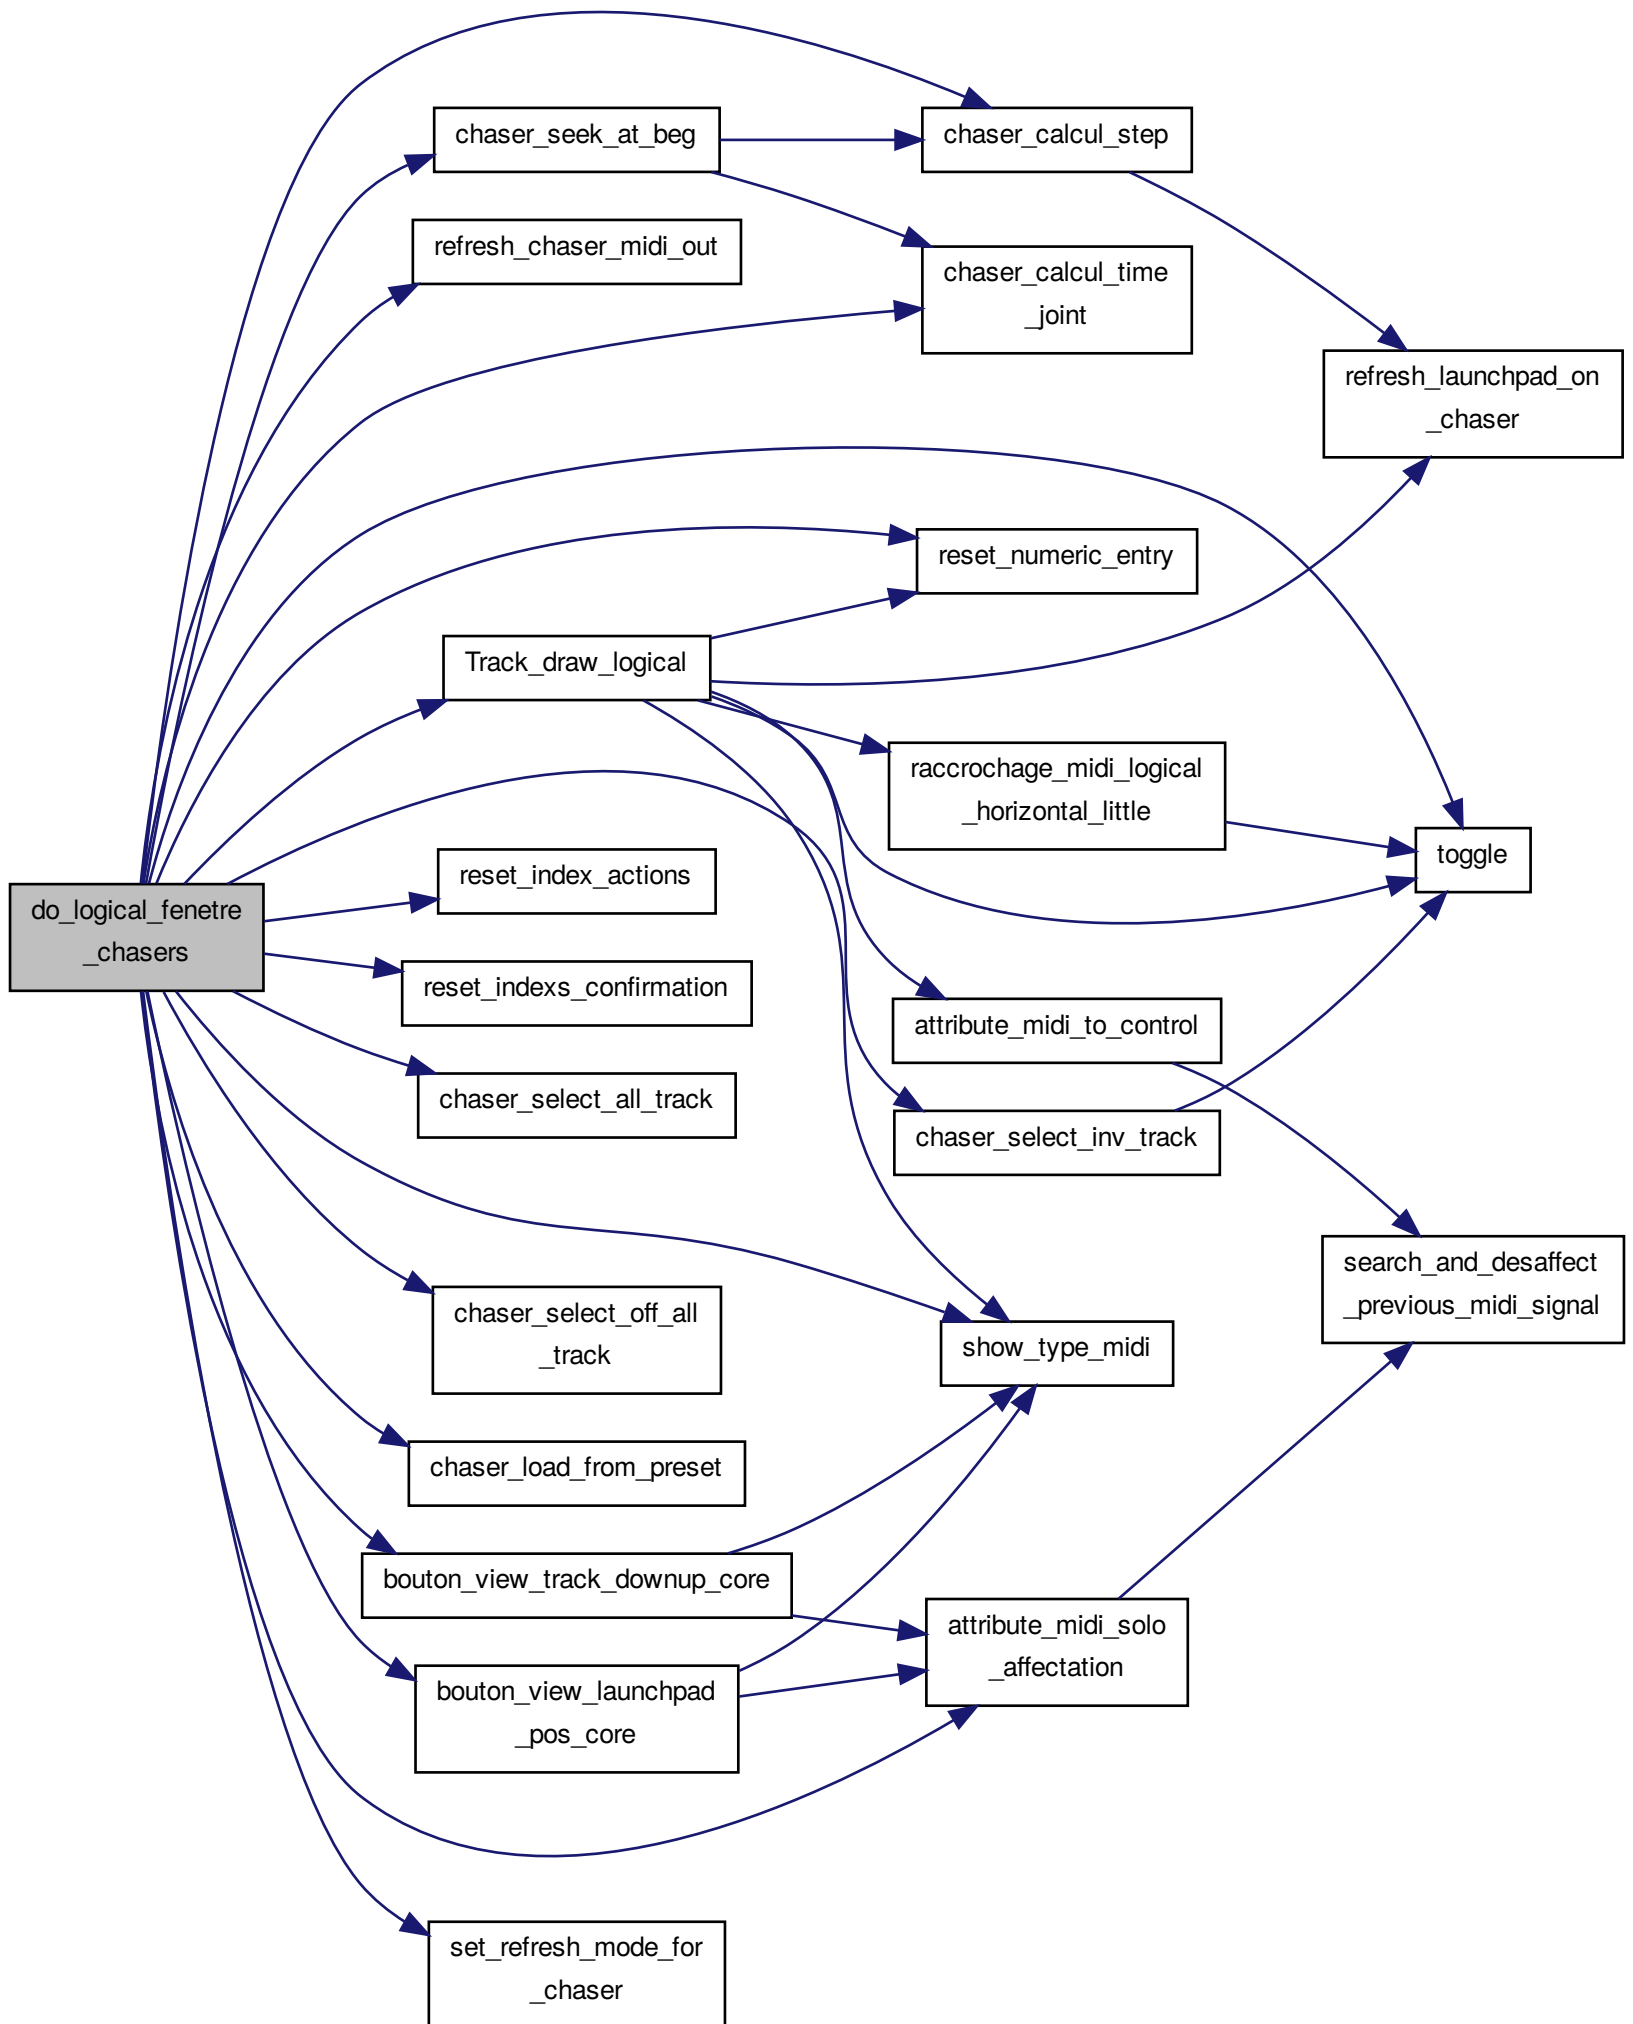 do_logical_fenetre
_chasers
chaser_seek_at_beg
refresh_chaser_midi_out
Track_draw_logical
reset_index_actions
reset_indexs_confirmation
chaser_select_all_track
chaser_select_off_all
_track
chaser_load_from_preset
bouton_view_track_downup_core
bouton_view_launchpad
_pos_core
set_refresh_mode_for
_chaser
chaser_calcul_step
chaser_calcul_time
_joint
reset_numeric_entry
raccrochage_midi_logical
_horizontal_little
attribute_midi_to_control
chaser_select_inv_track
show_type_midi
attribute_midi_solo
_affectation
refresh_launchpad_on
_chaser
toggle
search_and_desaffect
_previous_midi_signal